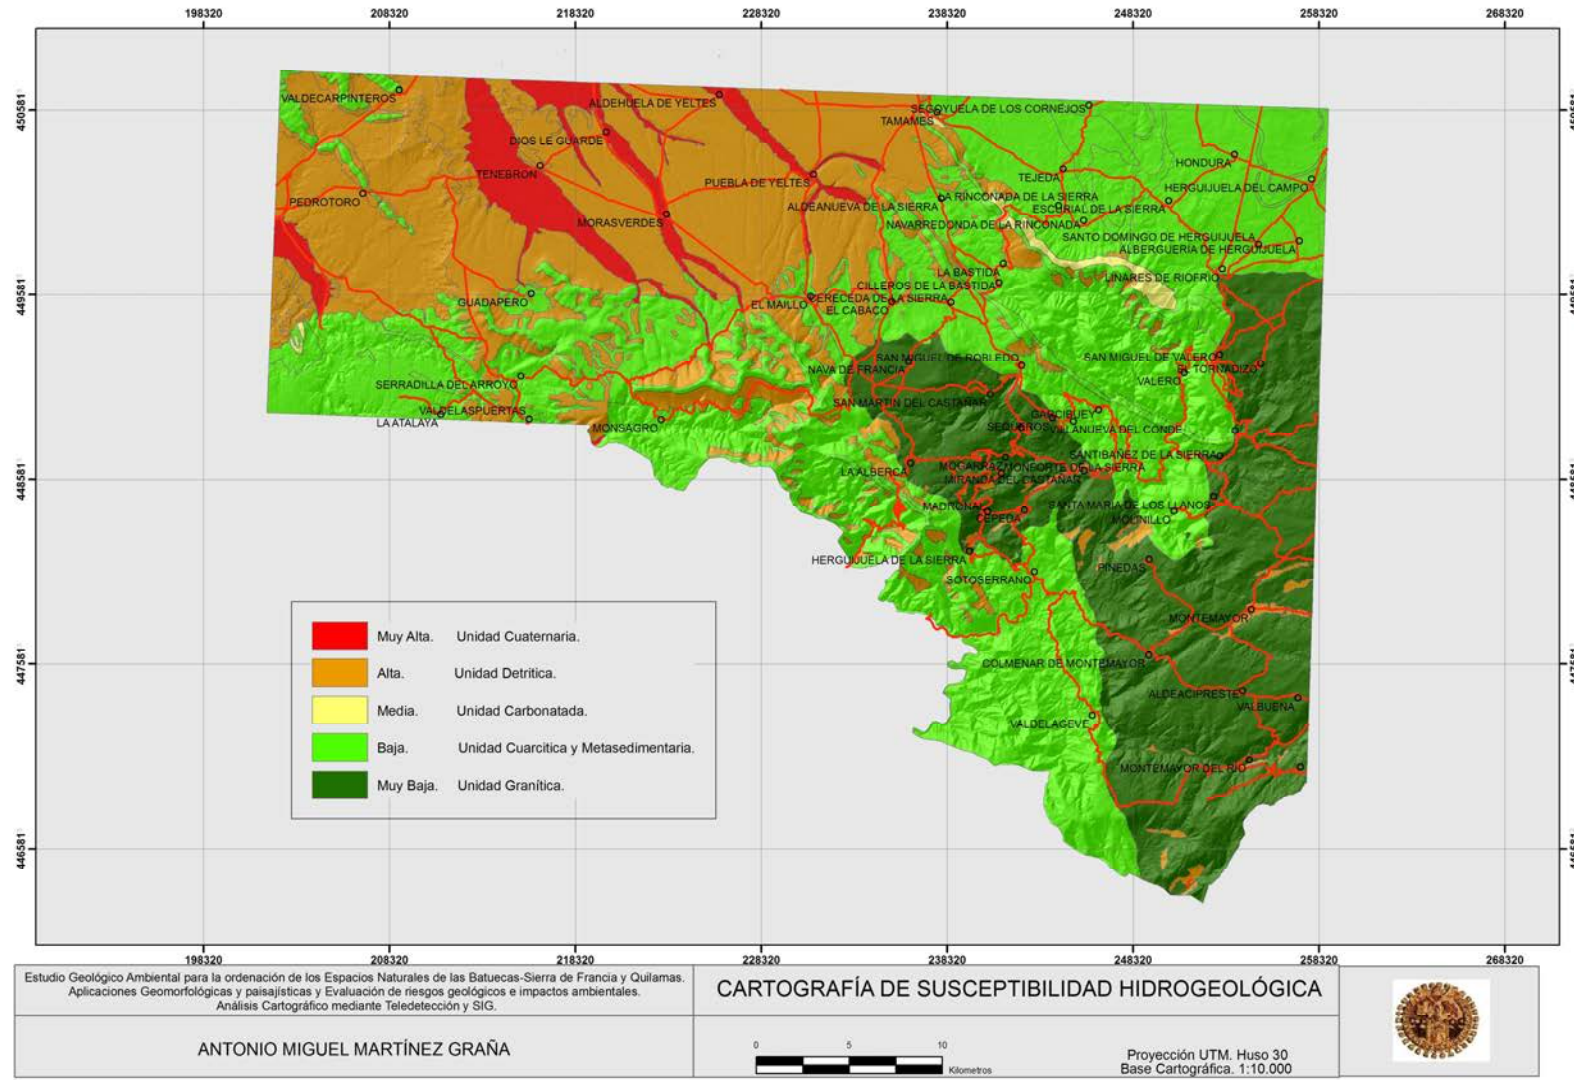 198320 208320 218320 228320 238320 248320 258320 268320
VALDECARPINTEROS
ALDEHUELA DE YELTES
SEGOYUELA DE LOS CORNEJOS
TAMAMES
DIOS LE GUARDE
TENEBRON
PUEBLA DE YELTES
HONDURA
TEJEDA
HERGUIJUELA DEL CAMPO
PEDROTORO
ALDEANUEVA DE LA SIERRA
LA RINCONADA DE LA SIERRA
ESCURIAL DE LA SIERRA
MORASVERDES
NAVARREDONDA DE LA RINCONADA
SANTO DOMINGO DE HERGUIJUELA
ALBERGUERIA DE HERGUIJUELA
LA BASTIDA
LINARES DE RIOFRIO
CILLEROS DE LA BASTIDA
GUADAPERO
EL MAILLO
CERECEDA DE LA SIERRA
EL CABACO
SAN MIGUEL DE ROBLEDO
SAN MIGUEL DE VALERO
NAVA DE FRANCIA
EL TORNADIZO
VALERO
SERRADILLA DEL ARROYO
SAN MARTIN DEL CASTAÑAR
VALDELASPUERTAS
GARCIBUEY
LA ATALAYA
MONSAGRO
SEQUEROS
VILLANUEVA DEL CONDE
SANTIBAÑEZ DE LA SIERRA
LA ALBERCA
MOGARRAZ
MONFORTE DE LA SIERRA
MIRANDA DEL CASTAÑAR
MADROÑAL
SANTA MARIA DE LOS LLANOS
CEPEDA
MOLINILLO
HERGUIJUELA DE LA SIERRA
PINEDAS
SOTOSERRANO
MONTEMAYOR
COLMENAR DE MONTEMAYOR
ALDEACIPRESTE
VALBUENA
VALDELAGEVE
MONTEMAYOR DEL RIO
Muy Alta. Unidad Cuaternaria.
Alta. Unidad Detritica.
Media. Unidad Carbonatada.
Baja. Unidad Cuarcitica y Metasedimentaria.
Muy Baja. Unidad Granítica.
198320 208320 218320 228320 238320 248320 258320 268320
Estudio Geológico Ambiental para la ordenación de los Espacios Naturales de las Batuecas-Sierra de Francia y Quilamas.
Aplicaciones Geomorfológicas y paisajísticas y Evaluación de riesgos geológicos e impactos ambientales.
Análisis Cartográfico mediante Teledetección y SIG.
ANTONIO MIGUEL MARTÍNEZ GRAÑA
CARTOGRAFÍA DE SUSCEPTIBILIDAD HIDROGEOLÓGICA
0 5 10
Kilometros
Proyección UTM. Huso 30
Base Cartográfica. 1:10.000